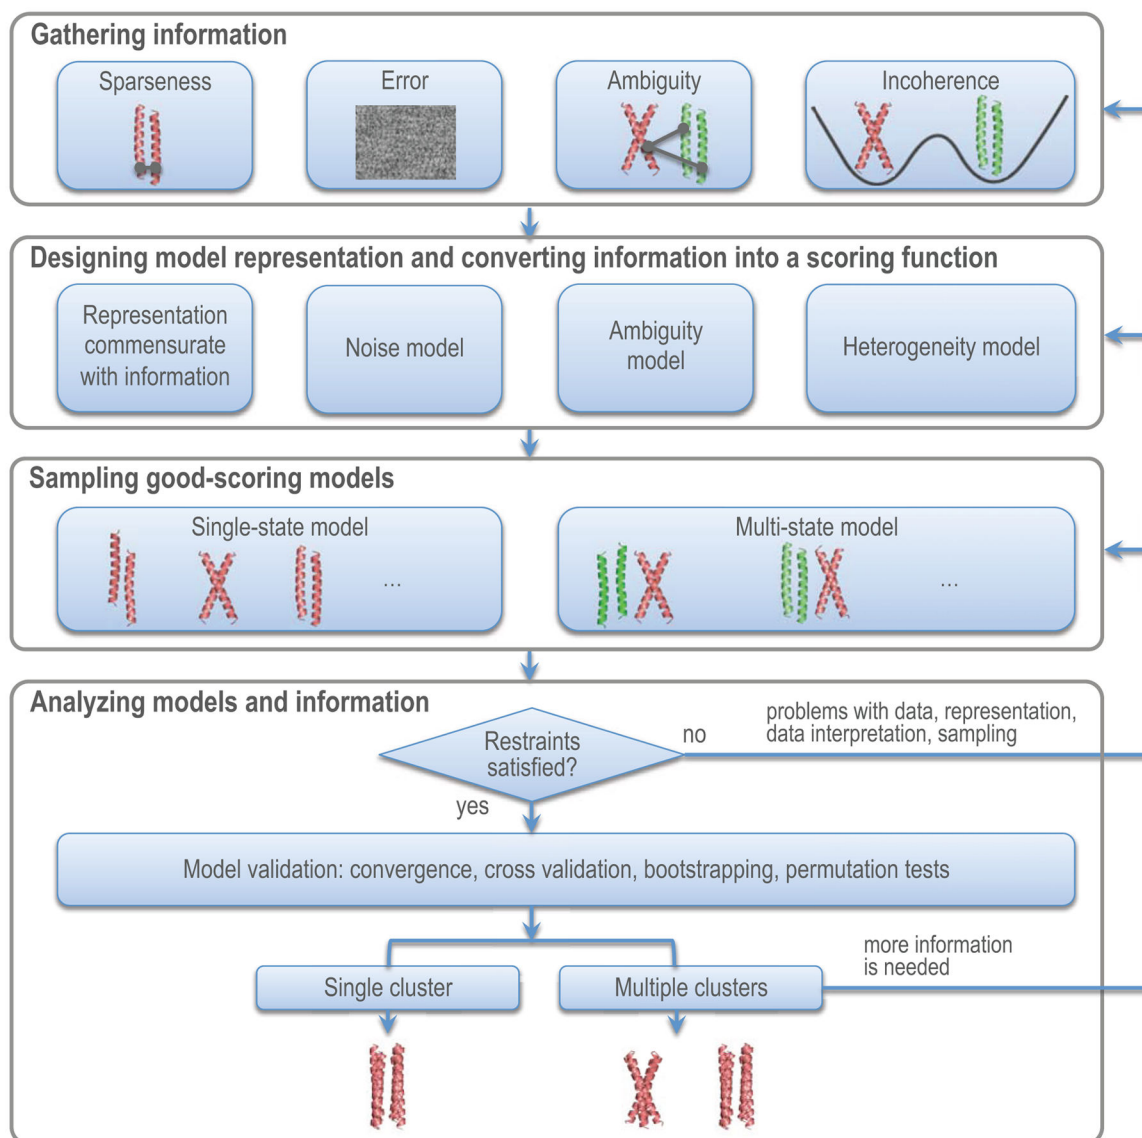 Gathering information
Sparseness
Error
Ambiguity
Incoherence
Designing model representation and converting information into a scoring function
Representation
commensurate
with information
Noise model
Ambiguity
model
Heterogeneity model
Sampling good-scoring models
Single-state model
...
Multi-state model
...
Analyzing models and information
Restraints
satisfied?
no
problems with data, representation,
data interpretation, sampling
yes
Model validation: convergence, cross validation, bootstrapping, permutation tests
more information
is needed
Single cluster
Multiple clusters